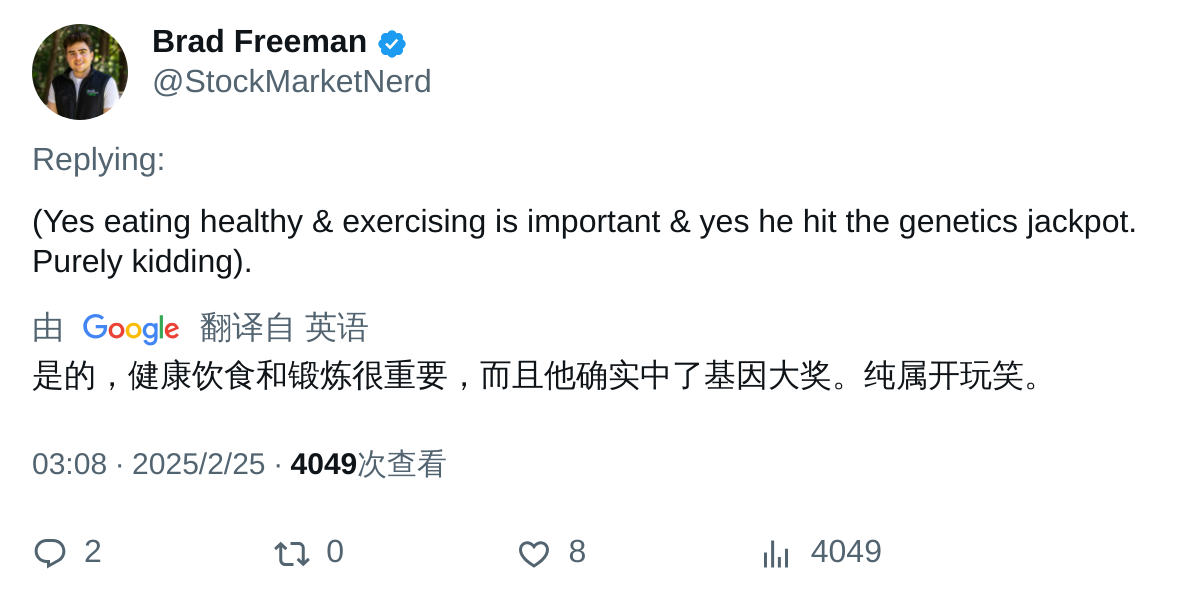 Brad Freeman
@StockMarketNerd
Replying:
(Yes eating healthy & exercising is important & yes he hit the genetics jackpot.
Purely kidding).
由 Google 翻译自 英语
是的，健康饮食和锻炼很重要，而且他确实中了基因大奖。纯属开玩笑。
03:08 · 2025/2/25 · 4049次查看
2 0 8 4049